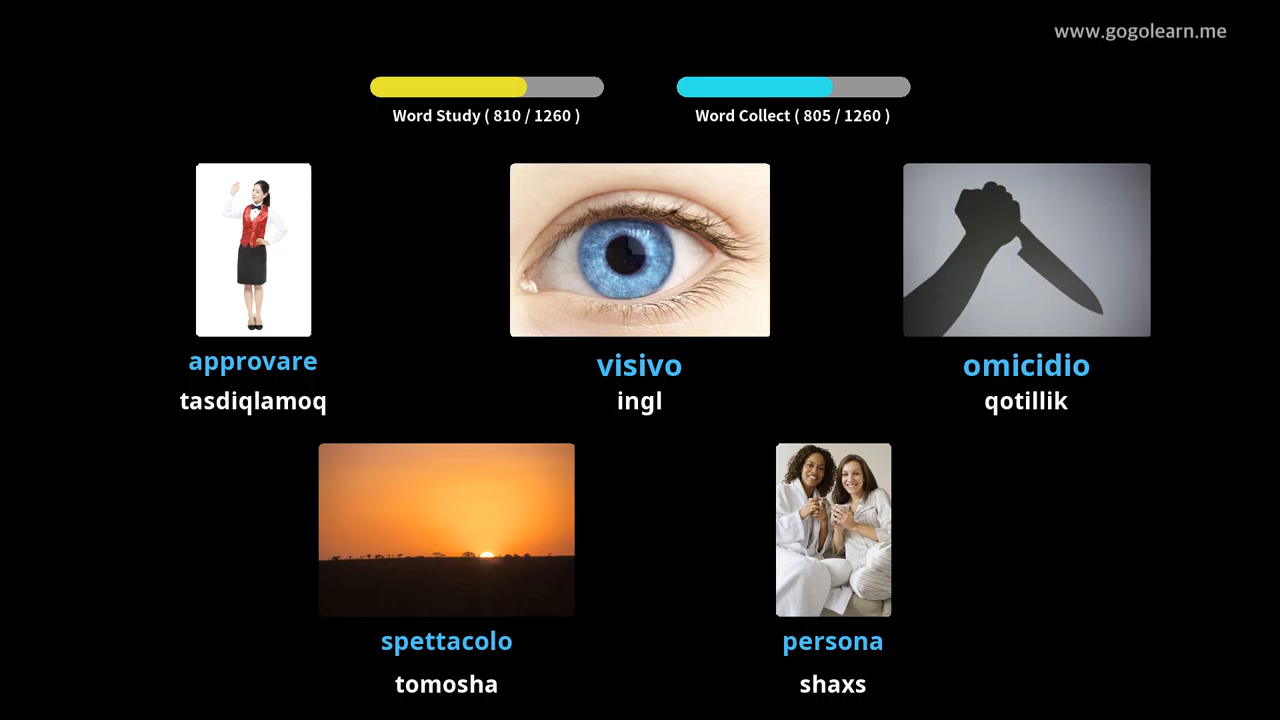 www.gogolearn.me
Word Study ( 810 / 1260 )
Word Collect ( 805 / 1260 )
approvare
tasdiqlamoq
visivo
ingl
omicidio
qotillik
spettacolo
tomosha
persona
shaxs